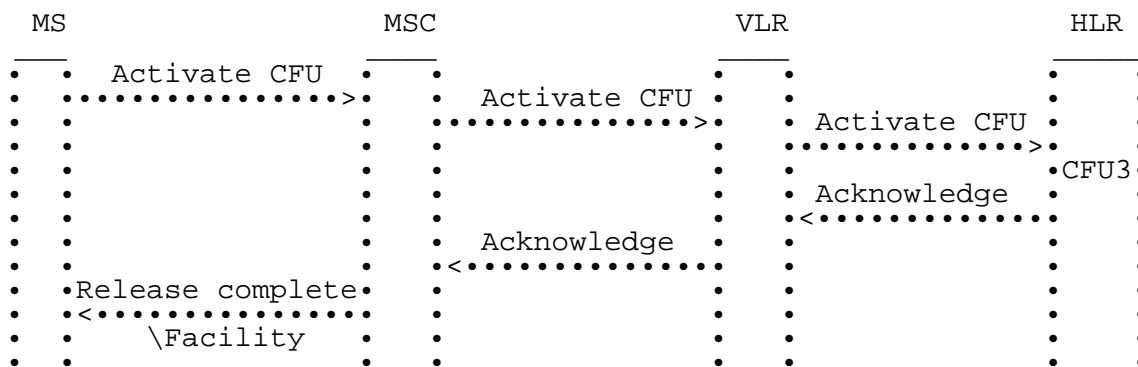 MS MSC VLR HLR
Activate CFU
Activate CFU
Activate CFU
CFU3
Acknowledge
Acknowledge
Release complete
\Facility